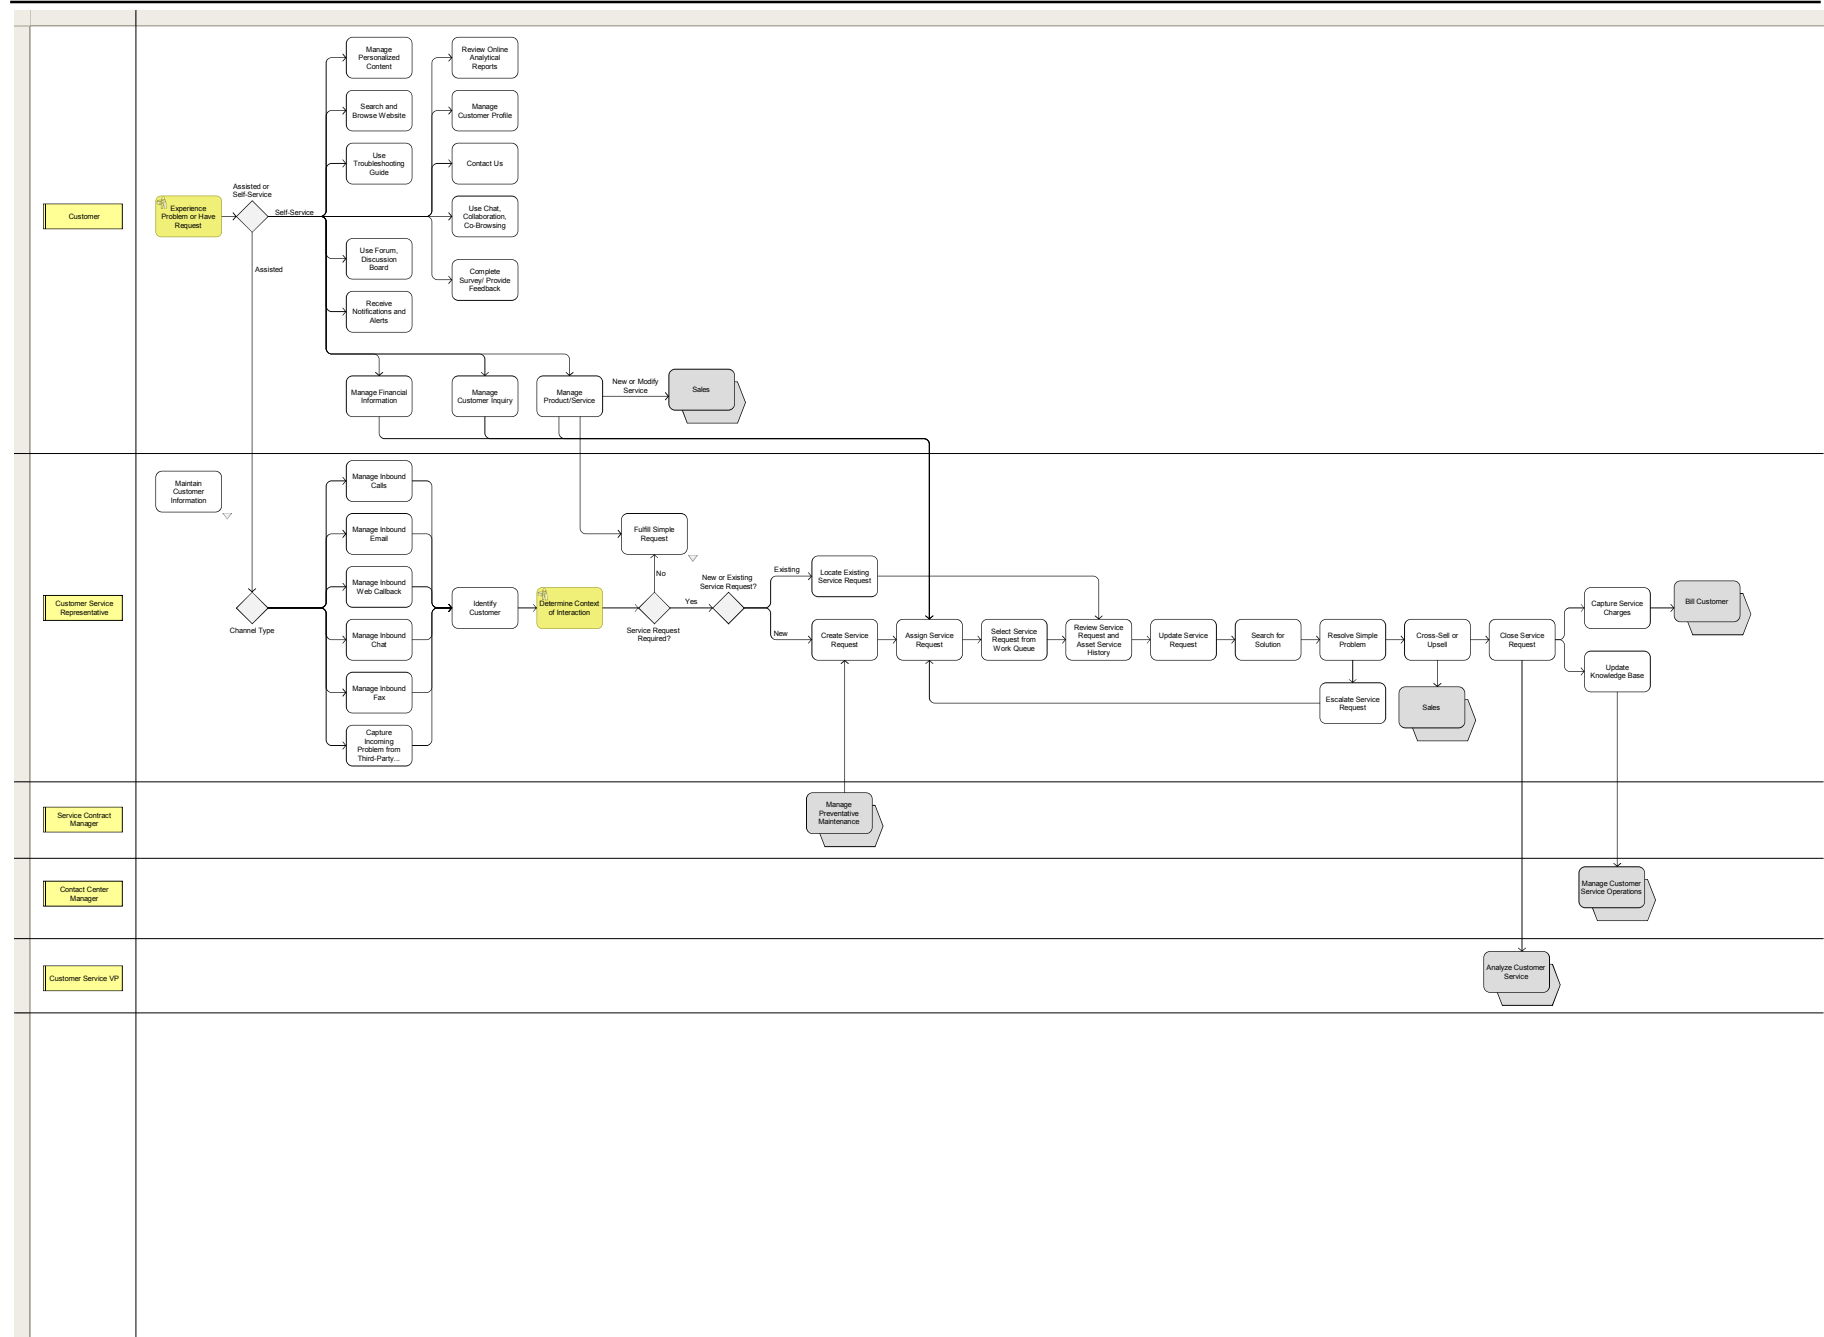 Manage
Personalized
Content
Review Online
Analytical
Reports
Search and
Browse Website
Manage
Customer Profile
Use
Troubleshooting
Guide
Contact Us
Assisted or
Self-Service
Customer
Experience
Problem or Have
Request
Self-Service
Use Chat,
Collaboration,
Co-Browsing
Assisted
Use Forum,
Discussion
Board
Complete
Survey/ Provide
Feedback
Receive
Notifications and
Alerts
Manage Financial
Information
Manage
Customer Inquiry
Manage
Product/Service
New or Modify
Service
Sales
Maintain
Customer
Information
Manage Inbound
Calls
Manage Inbound
Email
Fulfill Simple
Request
No
New or Existing
Service Request?
Existing
Locate Existing
Service Request
Manage Inbound
Web Callback
Customer Service
Representative
Channel Type
Identify
Customer
Determine Context
of Interaction
Service Request
Required?
Yes
New
Manage Inbound
Chat
Create Service
Request
Assign Service
Request
Select Service
Request from
Work Queue
Review Service
Request and
Asset Service
History
Update Service
Request
Search for
Solution
Resolve Simple
Problem
Cross-Sell or
Upsell
Close Service
Request
Capture Service
Charges
Bill Customer
Update
Knowledge Base
Manage Inbound
Fax
Escalate Service
Request
Sales
Capture
Incoming
Problem from
Third-Party...
Service Contract
Manager
Manage
Preventative
Maintenance
Contact Center
Manager
Manage Customer
Service Operations
Customer Service VP
Analyze Customer
Service